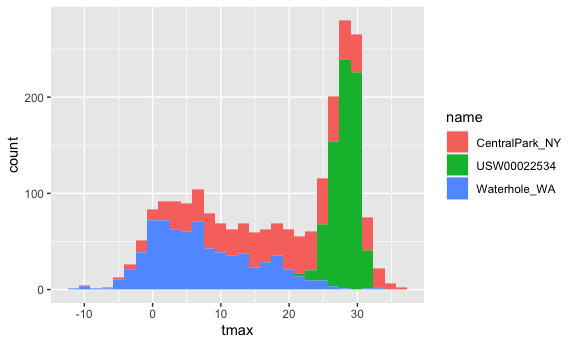 count
200
100
0
-10 0 10 20 30
tmax
name
CentralPark_NY
USW00022534
Waterhole_WA